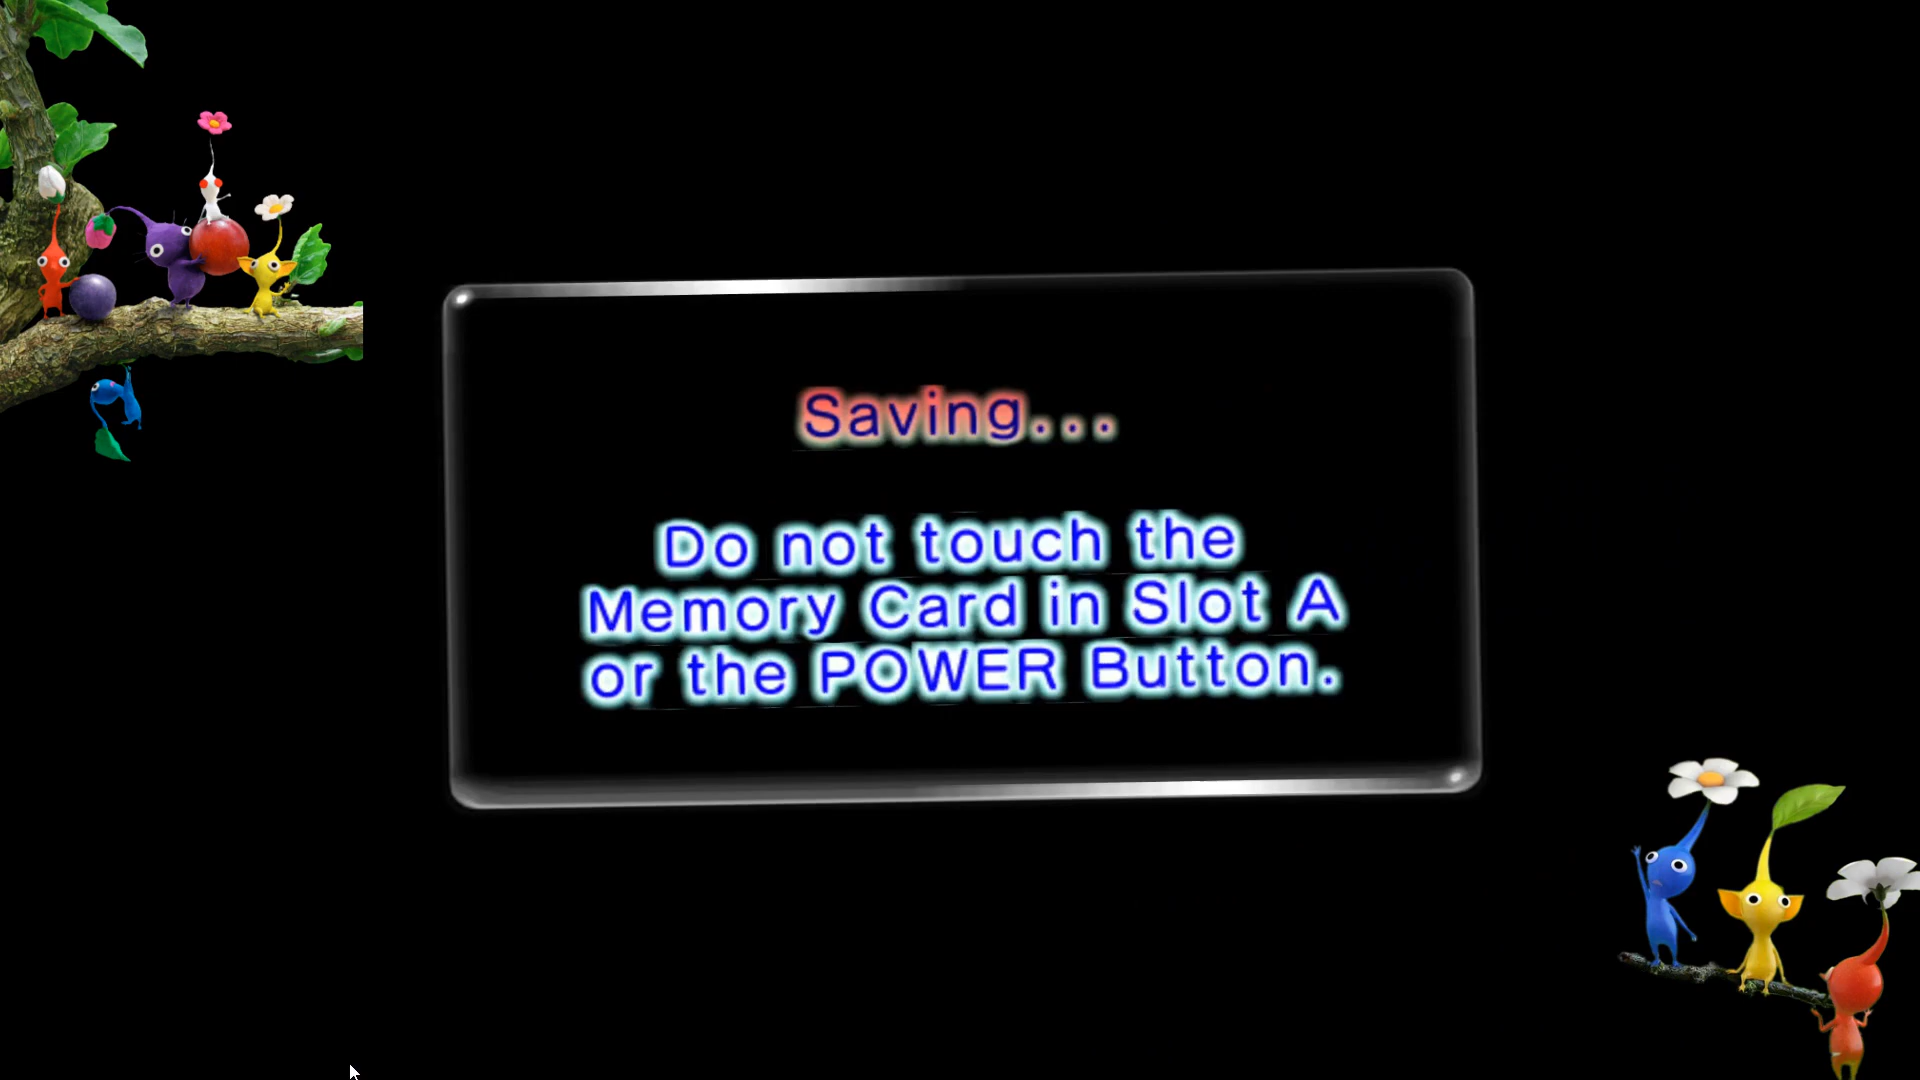 Saving...
Do not touch the
Memory Card in Slot A
or the POWER Button.